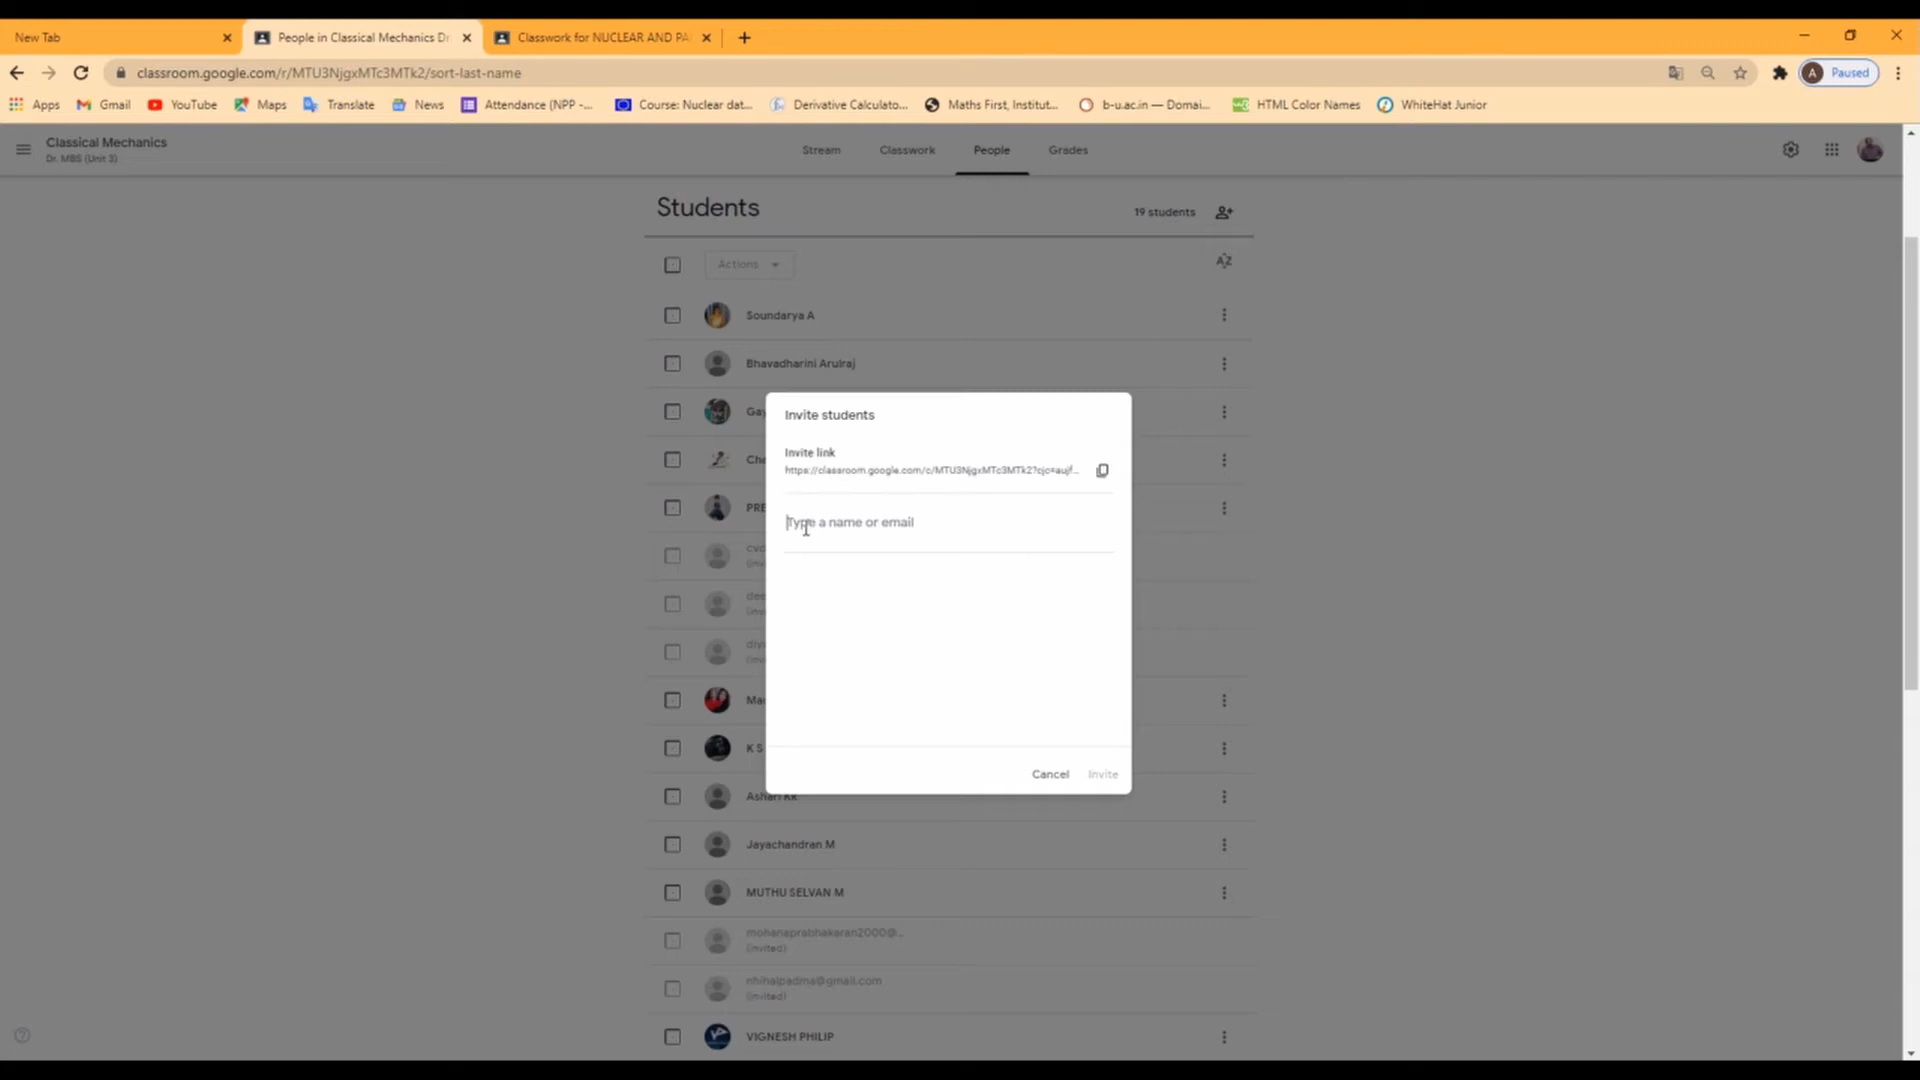 New Tab
People in Classical Mechanics Dr
Classwork for NUCLEAR AND PA
classroom.google.com/r/MTU3NjgxMTc3MTk2/sort-last-name
A Paused
Apps
Gmail
YouTube
Maps
Translate
News
Attendance (NPP -...
Course: Nuclear dat...
Derivative Calculato...
Maths First, Institut...
b-u.ac.in — Domai...
HTML Color Names
WhiteHat Junior
Classical Mechanics
Dr. MBS (Unit 3)
Stream
Classwork
People
Grades
Students
19 students
Actions
AZ
Soundarya A
Bhavadharini Arulraj
Invite students
Invite link
https://classroom.google.com/c/MTU3NjgxMTc3MTk2?cjc=aujf...
Type a name or email
PRE
dee
K S
Cancel
Invite
Jayachandran M
MUTHU SELVAN M
mohanaprabhakaran2000@...
(invited)
nhihalpadma@gmail.com
(invited)
VIGNESH PHILIP